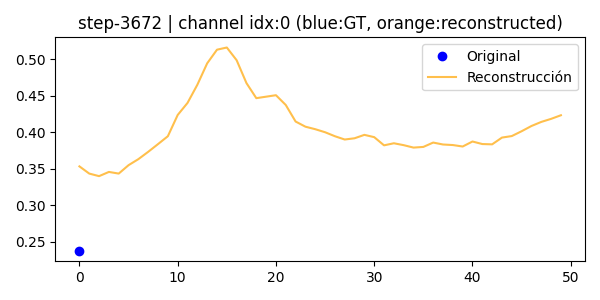 step-3672 | channel idx:0 (blue:GT, orange:reconstructed)
Original
Reconstrucción
0.50
0.45
0.40
0.35
0.30
0.25
0 10 20 30 40 50